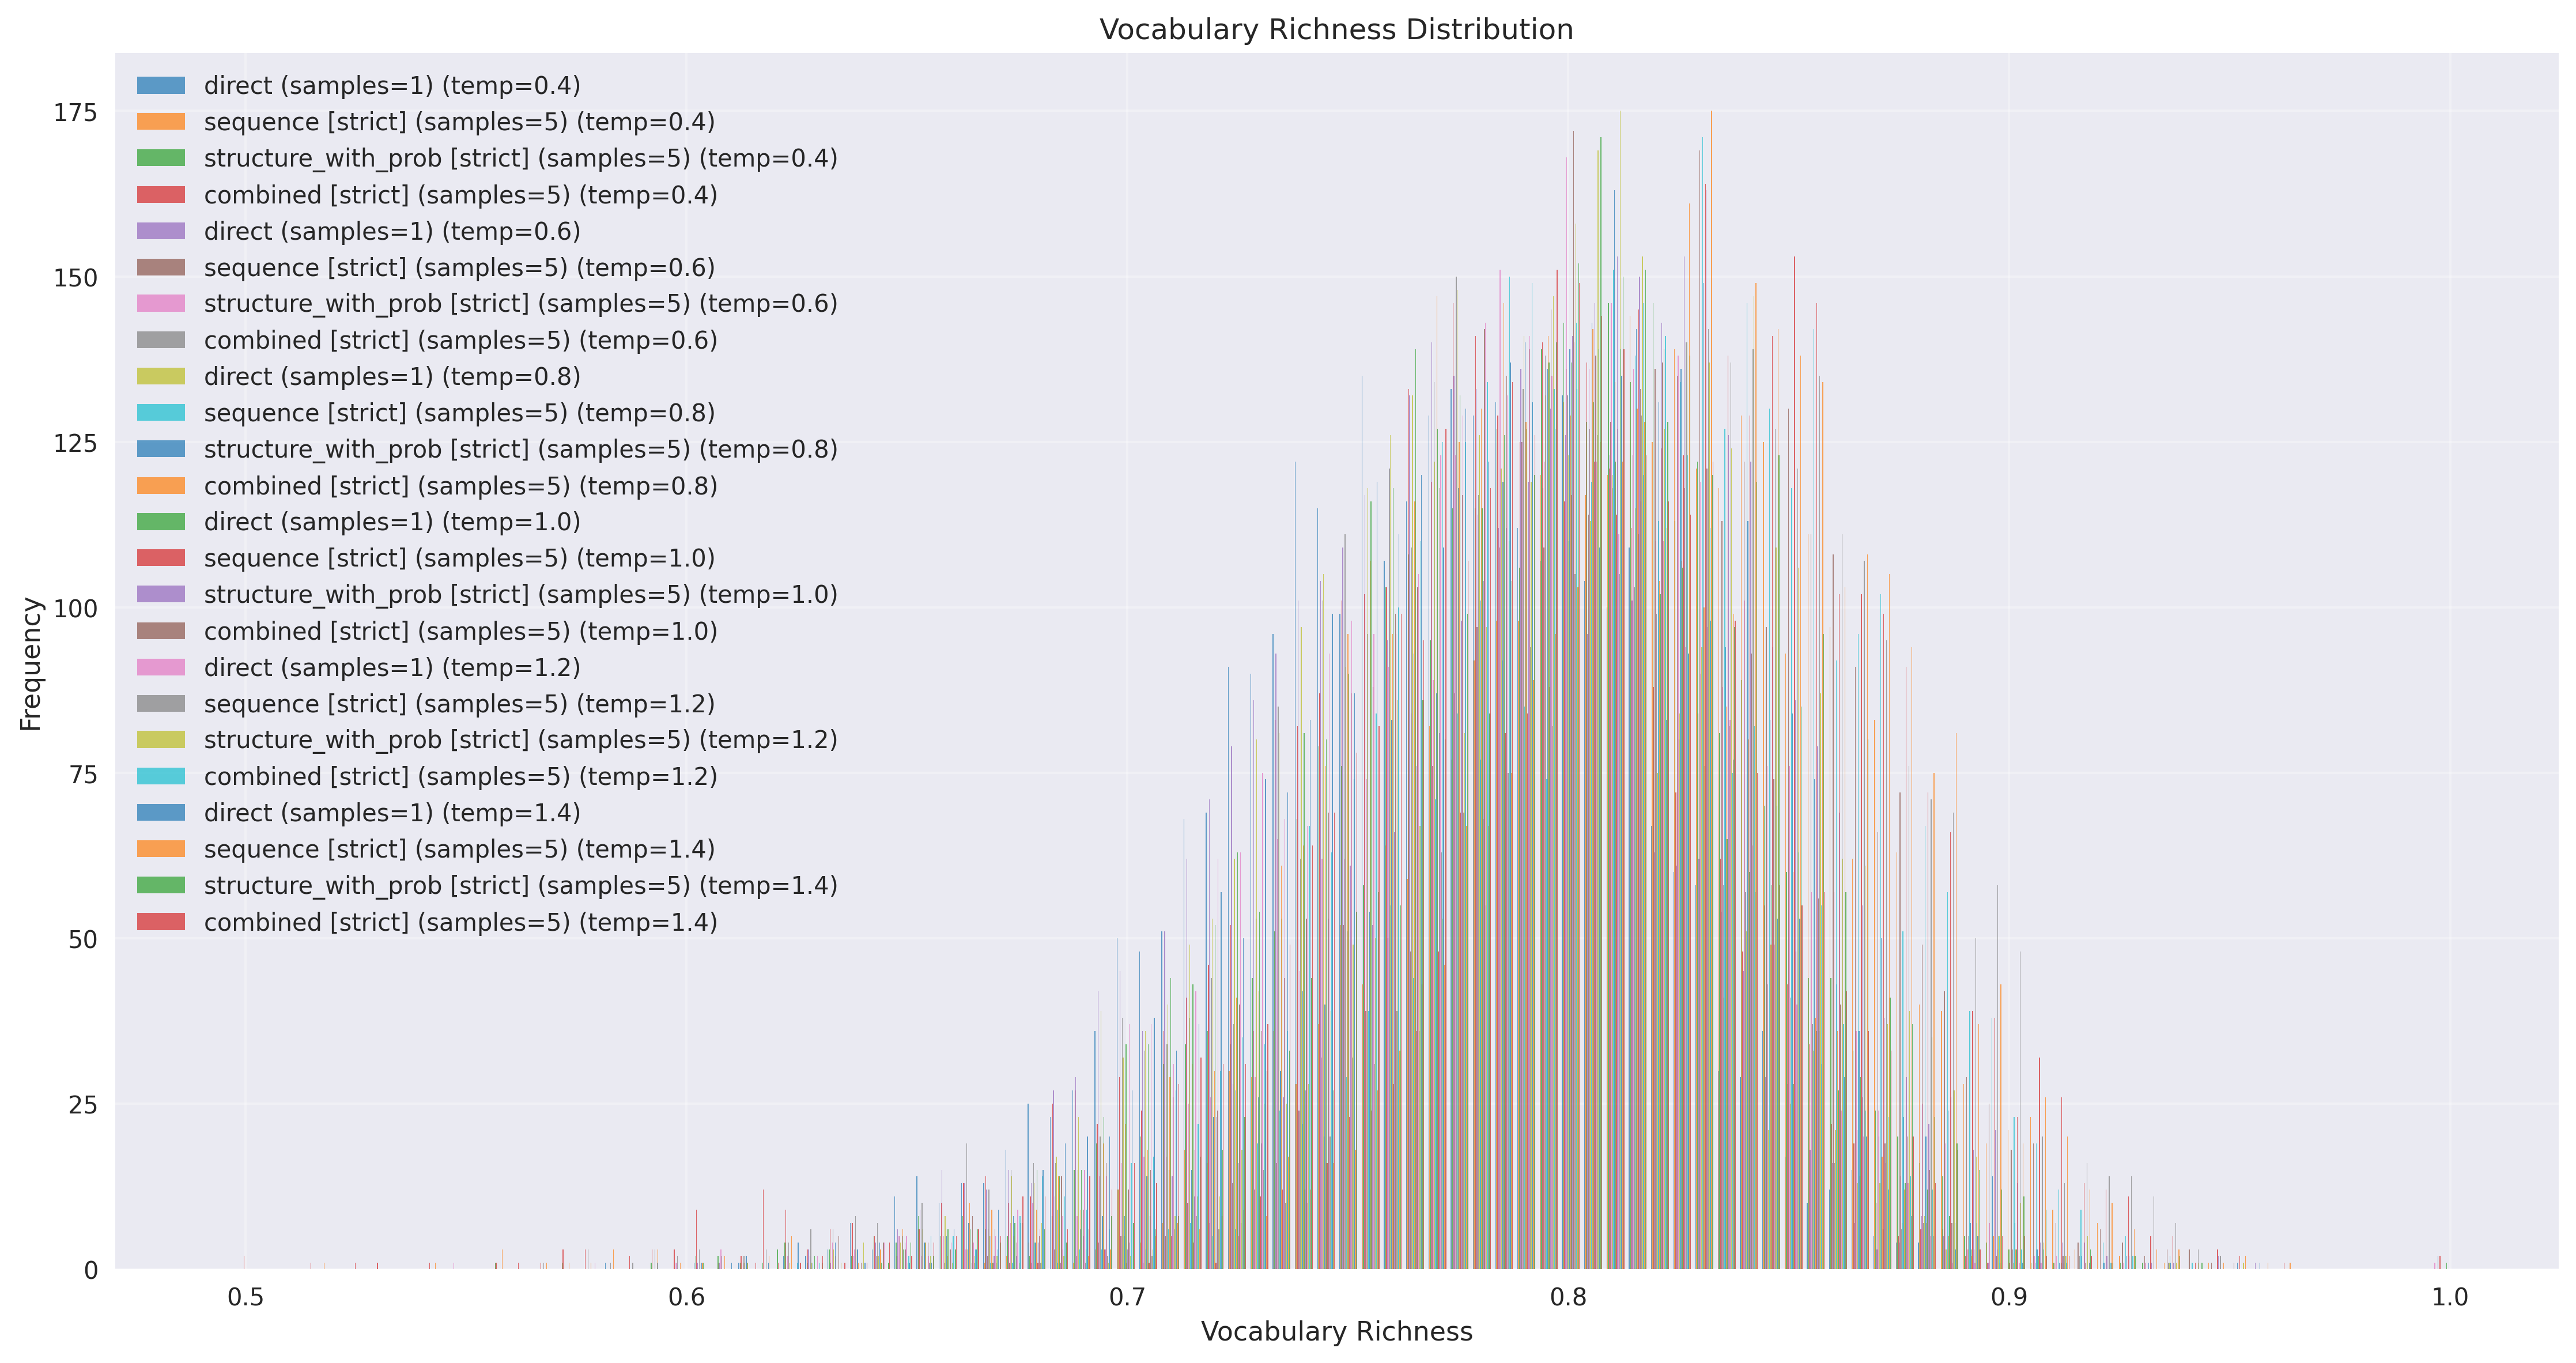 Vocabulary Richness Distribution
direct (samples=1) (temp=0.4)
sequence [strict] (samples=5) (temp=0.4)
structure_with_prob [strict] (samples=5) (temp=0.4)
combined [strict] (samples=5) (temp=0.4)
direct (samples=1) (temp=0.6)
sequence [strict] (samples=5) (temp=0.6)
structure_with_prob [strict] (samples=5) (temp=0.6)
combined [strict] (samples=5) (temp=0.6)
direct (samples=1) (temp=0.8)
sequence [strict] (samples=5) (temp=0.8)
structure_with_prob [strict] (samples=5) (temp=0.8)
combined [strict] (samples=5) (temp=0.8)
direct (samples=1) (temp=1.0)
sequence [strict] (samples=5) (temp=1.0)
structure_with_prob [strict] (samples=5) (temp=1.0)
combined [strict] (samples=5) (temp=1.0)
direct (samples=1) (temp=1.2)
sequence [strict] (samples=5) (temp=1.2)
structure_with_prob [strict] (samples=5) (temp=1.2)
combined [strict] (samples=5) (temp=1.2)
direct (samples=1) (temp=1.4)
sequence [strict] (samples=5) (temp=1.4)
structure_with_prob [strict] (samples=5) (temp=1.4)
combined [strict] (samples=5) (temp=1.4)
Frequency
175
150
125
100
75
50
25
0
0.5 0.6 0.7 0.8 0.9 1.0
Vocabulary Richness